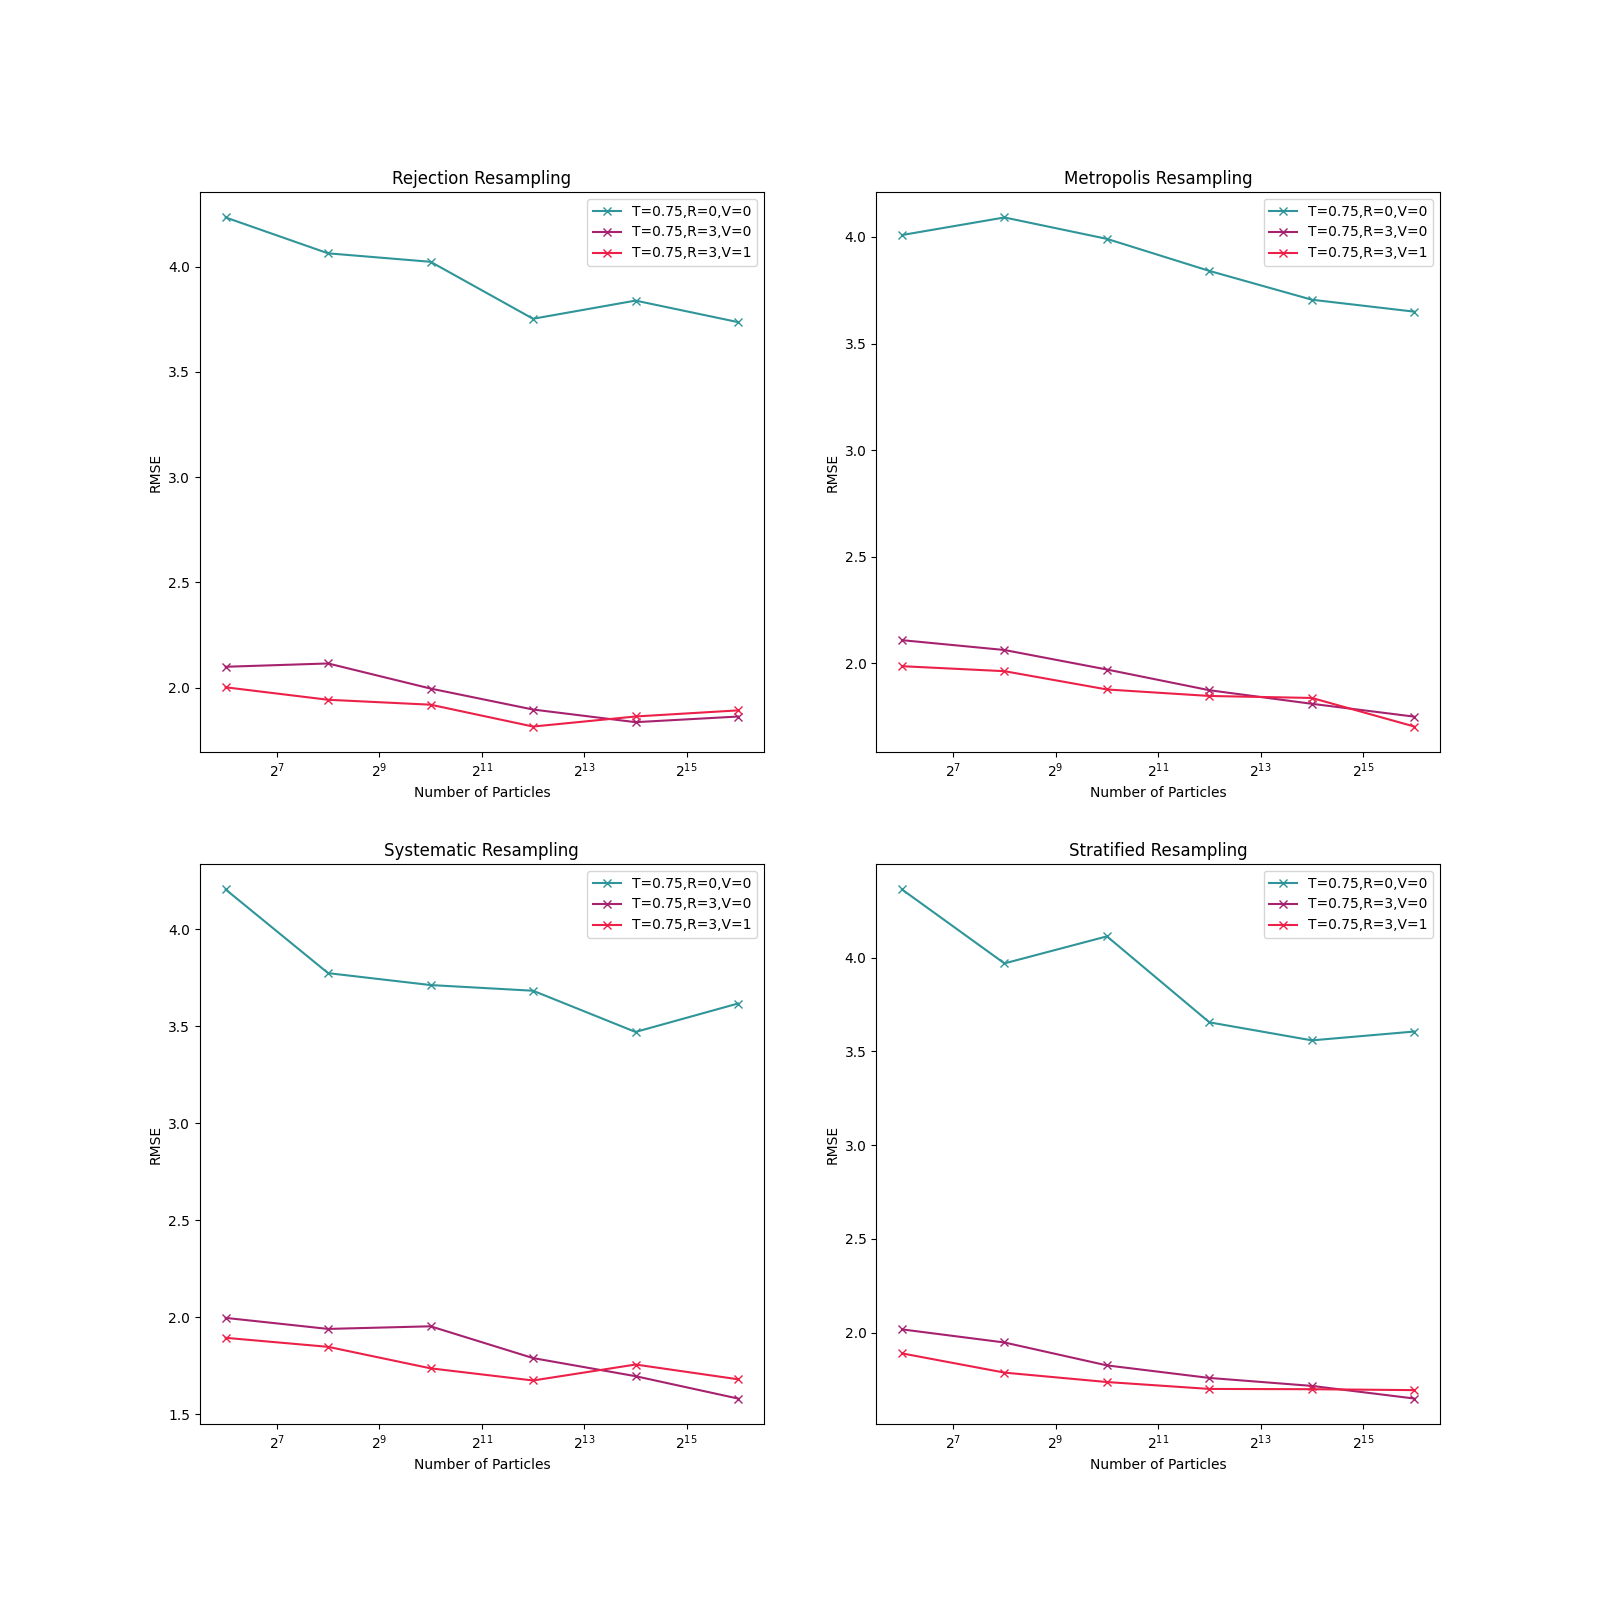 Rejection Resampling
T=0.75,R=0,V=0
T=0.75,R=3,V=0
T=0.75,R=3,V=1
4.0
3.5
3.0
2.5
2.0
RMSE
2^7 2^9 2^11 2^13 2^15
Number of Particles
Metropolis Resampling
T=0.75,R=0,V=0
T=0.75,R=3,V=0
T=0.75,R=3,V=1
4.0
3.5
3.0
2.5
2.0
RMSE
2^7 2^9 2^11 2^13 2^15
Number of Particles
Systematic Resampling
T=0.75,R=0,V=0
T=0.75,R=3,V=0
T=0.75,R=3,V=1
4.0
3.5
3.0
2.5
2.0
1.5
RMSE
2^7 2^9 2^11 2^13 2^15
Number of Particles
Stratified Resampling
T=0.75,R=0,V=0
T=0.75,R=3,V=0
T=0.75,R=3,V=1
4.0
3.5
3.0
2.5
2.0
RMSE
2^7 2^9 2^11 2^13 2^15
Number of Particles